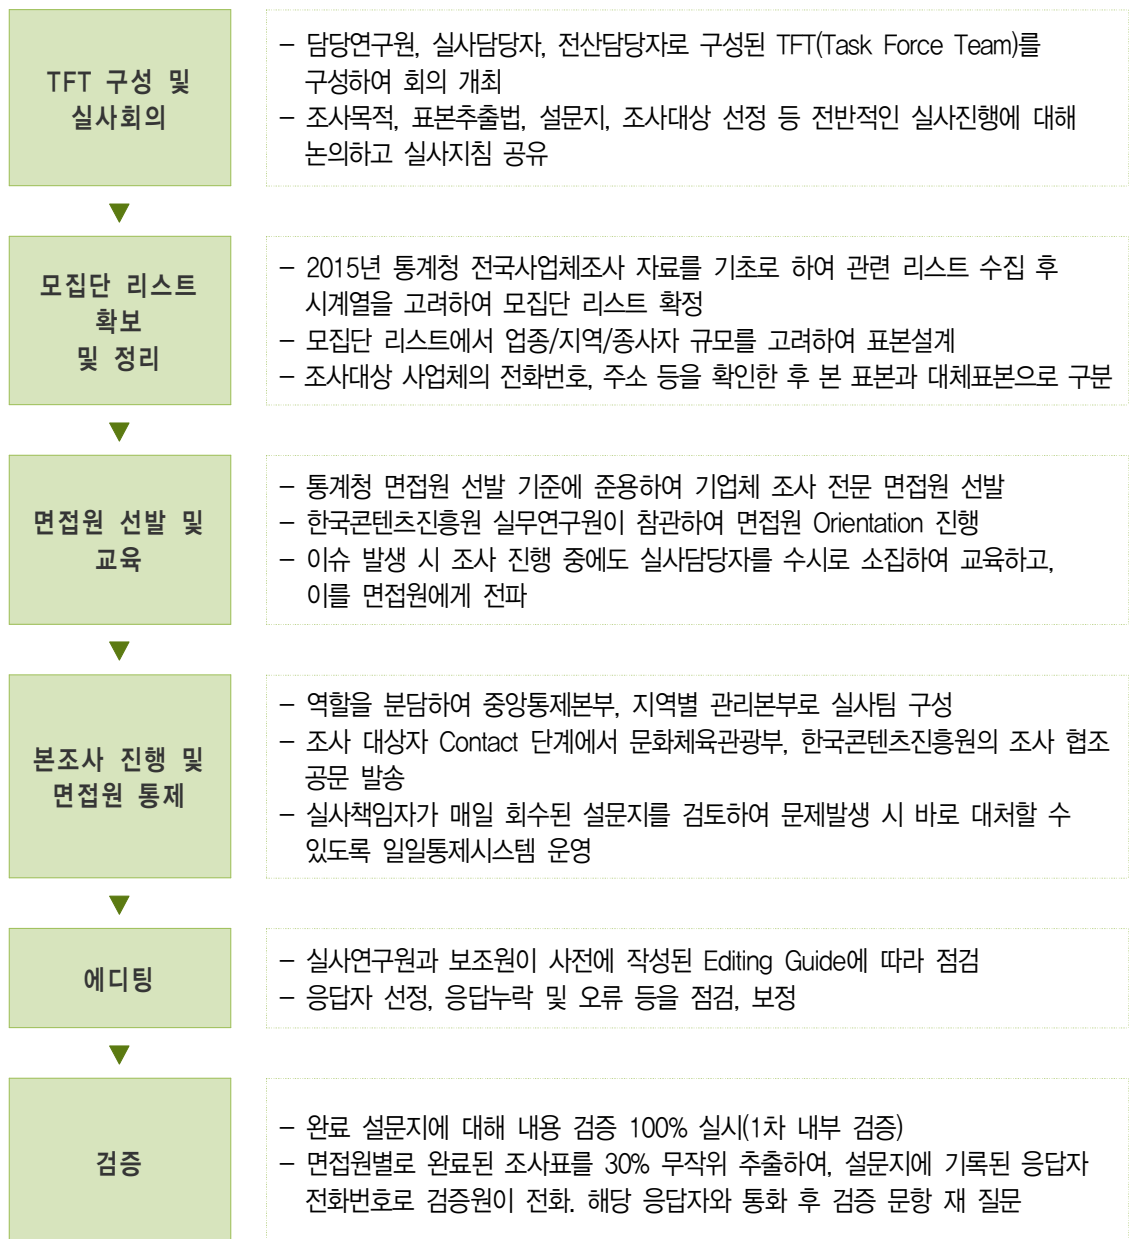 TFT 구성 및
실사회의
– 담당연구원, 실사담당자, 전산담당자로 구성된 TFT(Task Force Team)를
구성하여 회의 개최
– 조사목적, 표본추출법, 설문지, 조사대상 선정 등 전반적인 실사진행에 대해
논의하고 실사지침 공유
▼
모집단 리스트
확보
및 정리
– 2015년 통계청 전국사업체조사 자료를 기초로 하여 관련 리스트 수집 후
시계열을 고려하여 모집단 리스트 확정
– 모집단 리스트에서 업종/지역/종사자 규모를 고려하여 표본설계
– 조사대상 사업체의 전화번호, 주소 등을 확인한 후 본 표본과 대체표본으로 구분
▼
면접원 선발 및
교육
– 통계청 면접원 선발 기준에 준용하여 기업체 조사 전문 면접원 선발
– 한국콘텐츠진흥원 실무연구원이 참관하여 면접원 Orientation 진행
– 이슈 발생 시 조사 진행 중에도 실사담당자를 수시로 소집하여 교육하고,
이를 면접원에게 전파
▼
본조사 진행 및
면접원 통제
– 역할을 분담하여 중앙통제본부, 지역별 관리본부로 실사팀 구성
– 조사 대상자 Contact 단계에서 문화체육관광부, 한국콘텐츠진흥원의 조사 협조
공문 발송
– 실사책임자가 매일 회수된 설문지를 검토하여 문제발생 시 바로 대처할 수
있도록 일일통제시스템 운영
▼
에디팅
– 실사연구원과 보조원이 사전에 작성된 Editing Guide에 따라 점검
– 응답자 선정, 응답누락 및 오류 등을 점검, 보정
▼
검증
– 완료 설문지에 대해 내용 검증 100% 실시(1차 내부 검증)
– 면접원별로 완료된 조사표를 30% 무작위 추출하여, 설문지에 기록된 응답자
전화번호로 검증원이 전화. 해당 응답자와 통화 후 검증 문항 재 질문